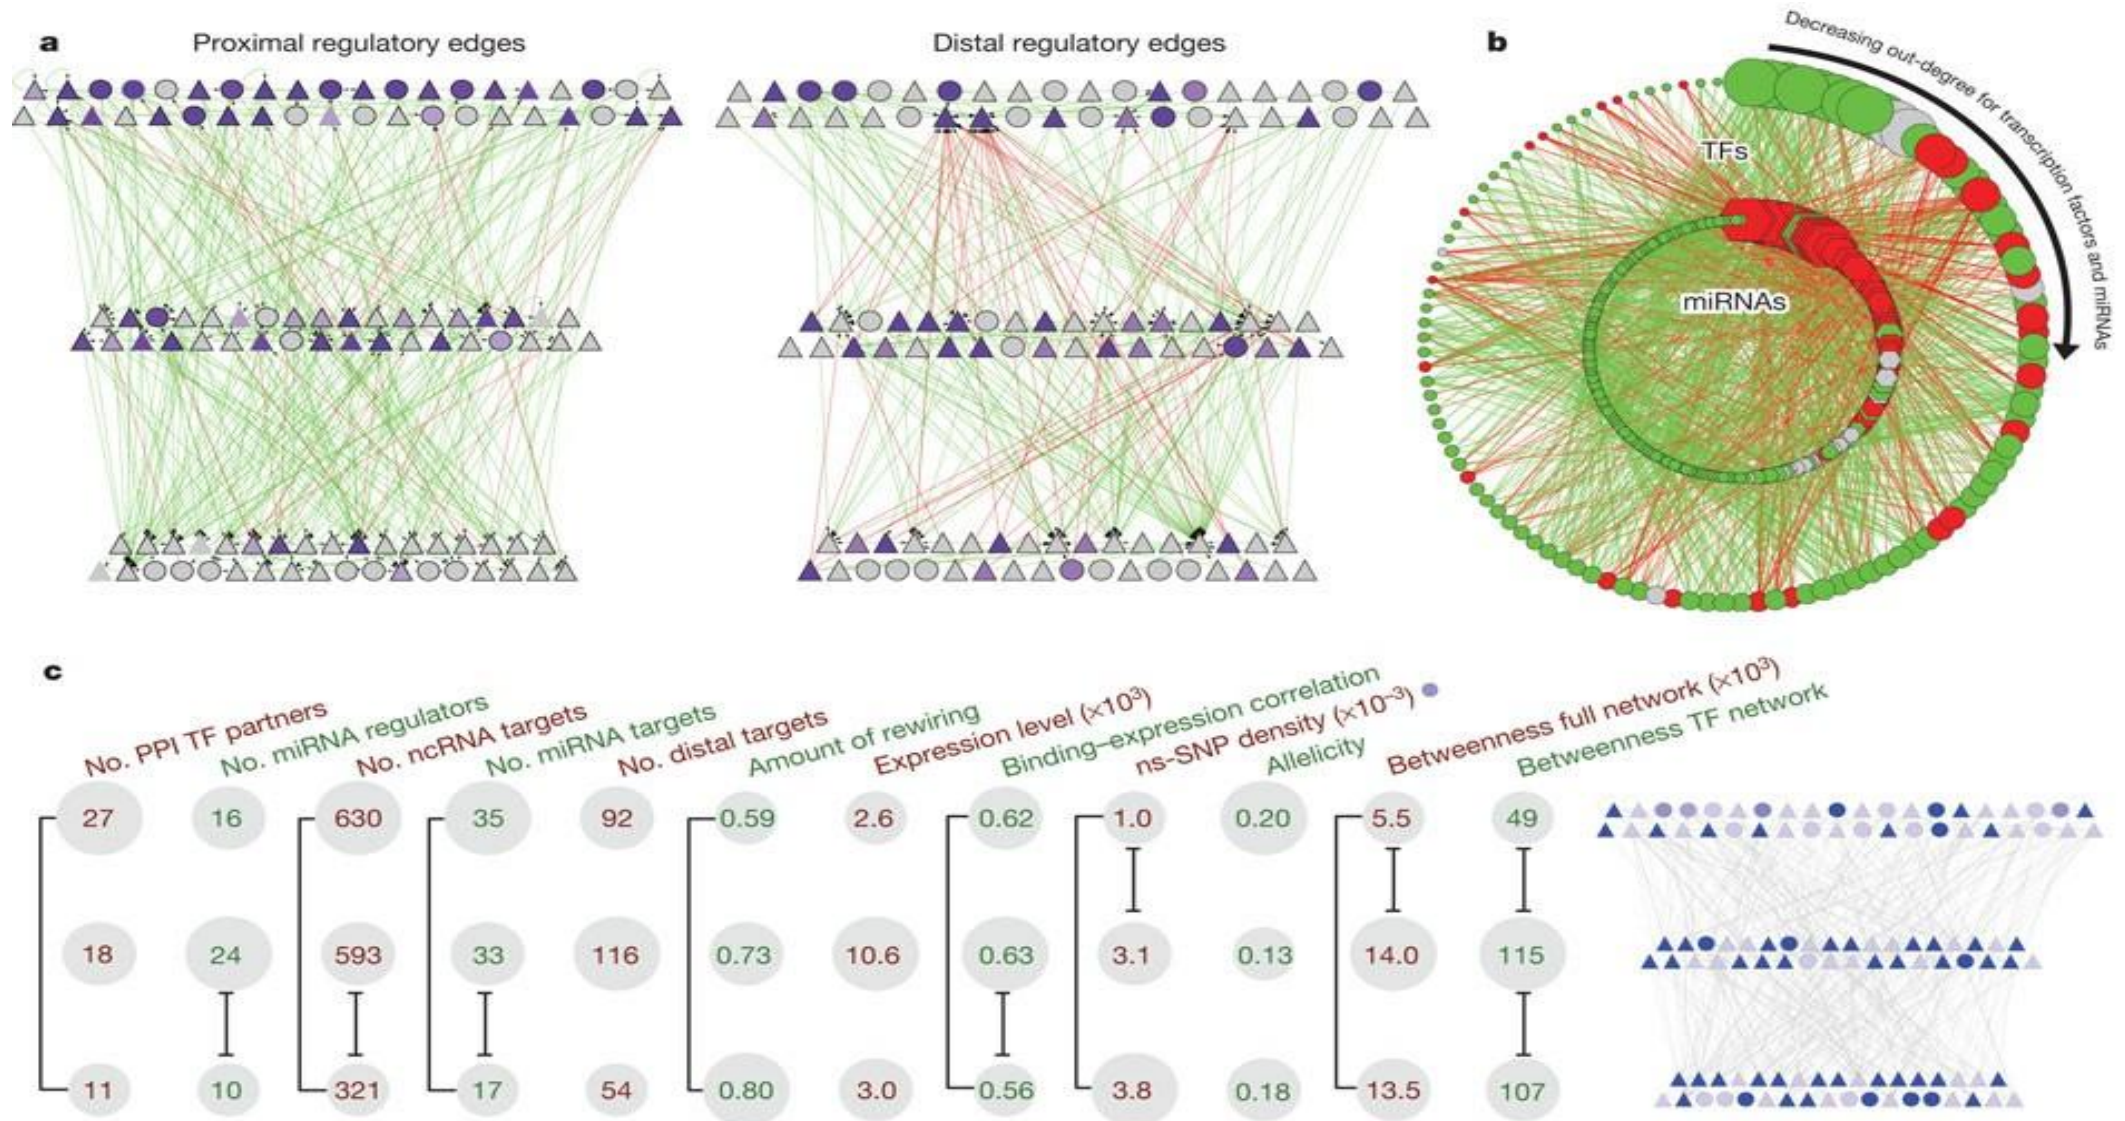 a
Proximal regulatory edges
Distal regulatory edges
b
Decreasing out-degree for transcription factors and miRNAs
TFs
miRNAs
c
No. PPI TF partners
No. miRNA regulators
No. ncRNA targets
No. miRNA targets
No. distal targets
Amount of rewiring
Expression level (×10³)
Binding–expression correlation
ns-SNP density (×10⁻³)
Allelicity
Betweenness full network (×10³)
Betweenness TF network
27 16 630 35 92 0.59 2.6 0.62 1.0 0.20 5.5 49
18 24 593 33 116 0.73 10.6 0.63 3.1 0.13 14.0 115
11 10 321 17 54 0.80 3.0 0.56 3.8 0.18 13.5 107